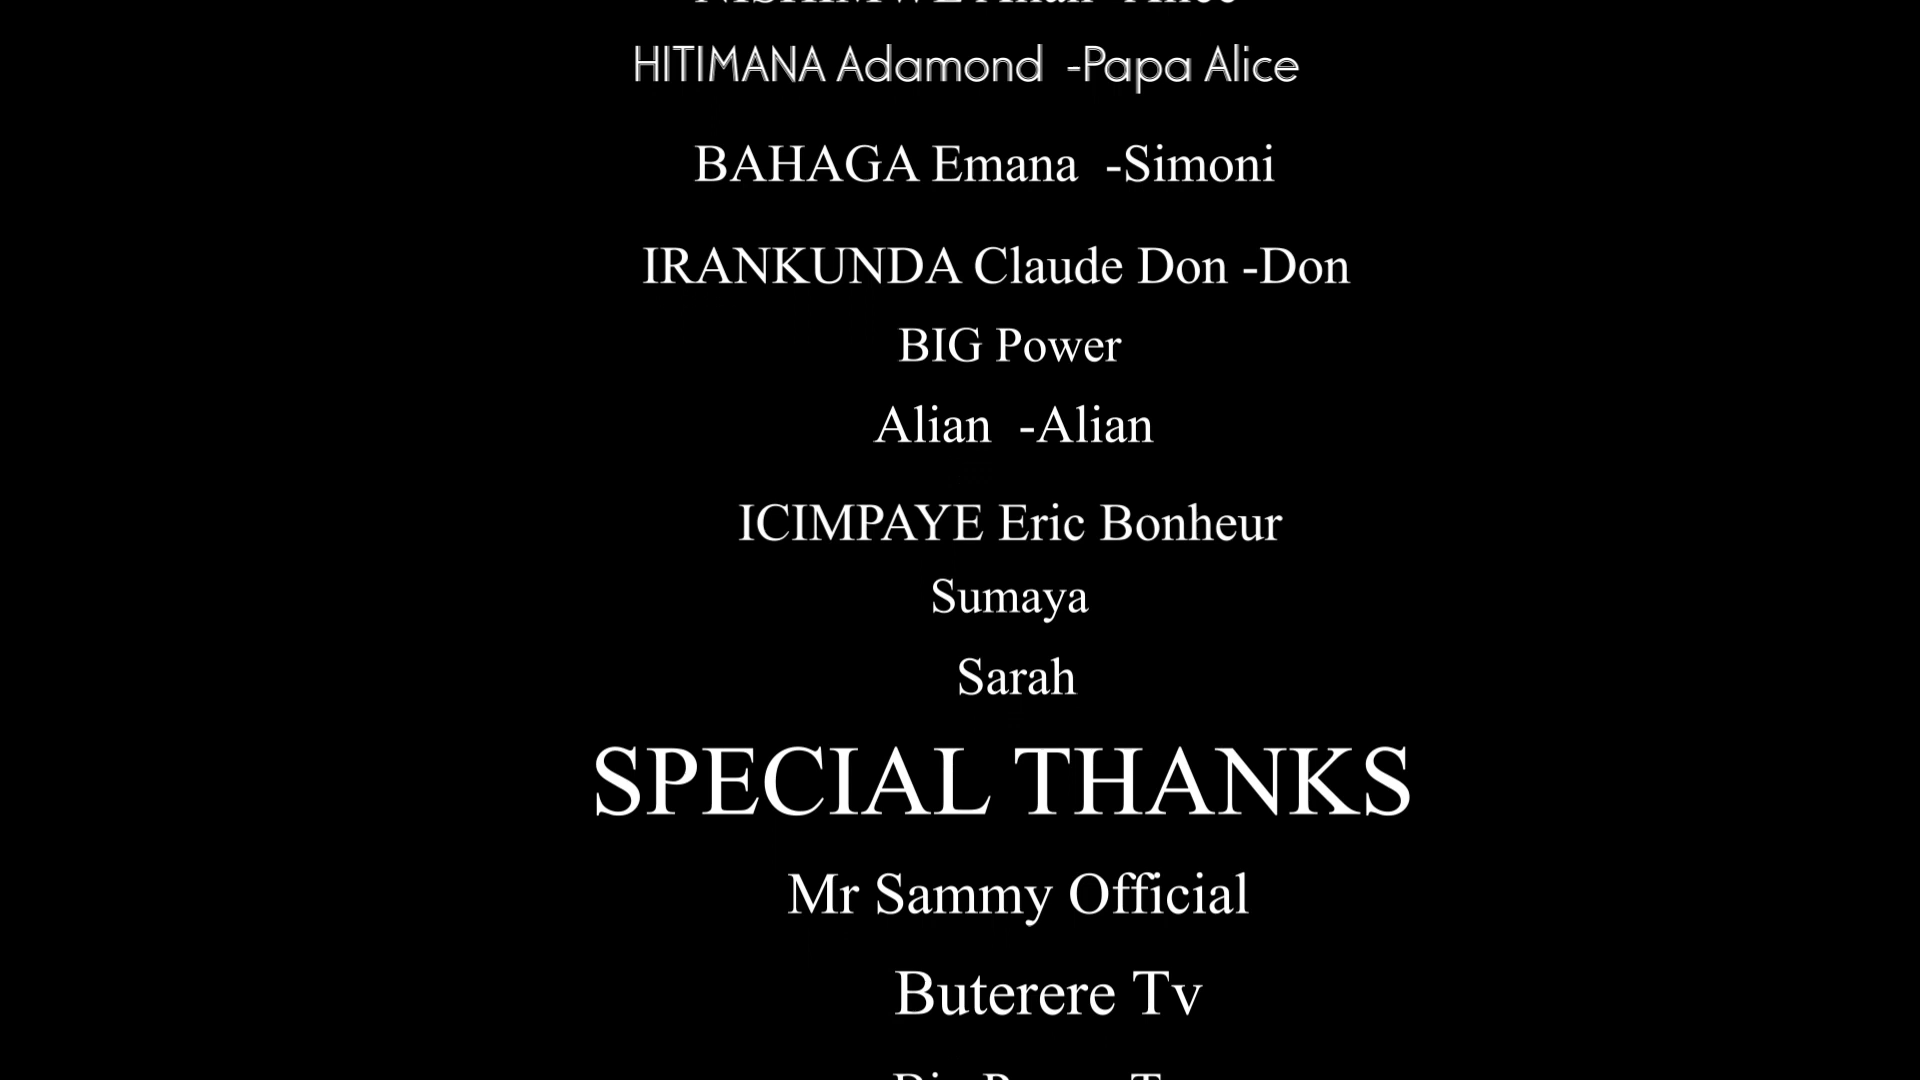 HITIMANA Adamond -Papa Alice
BAHAGA Emana -Simoni
IRANKUNDA Claude Don -Don
BIG Power
Alian -Alian
ICIMPAYE Eric Bonheur
Sumaya
Sarah
SPECIAL THANKS
Mr Sammy Official
Buterere Tv